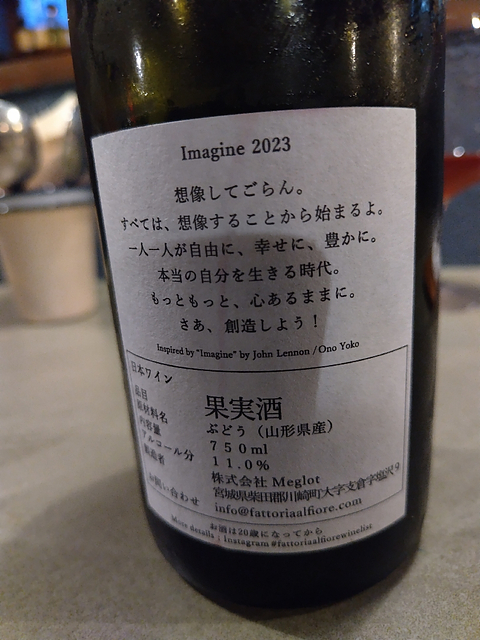 Imagine 2023
想像してごらん。
すべては、想像することから始まるよ。
一人一人が自由に、幸せに、豊かに。
本当の自分を生きる時代。
もっともっと、心あるままに。
さあ、創造しよう！
Inspired by "Imagine" by John Lennon / Ono Yoko
日本ワイン
品目 果実酒
原材料名 ぶどう（山形県産）
内容量 750ml
アルコール分 11.0%
製造者 株式会社 Meglot
宮城県柴田郡川崎町大字支倉字塩沢9
お問い合わせ info@fattoriaalfiore.com
お酒は20歳になってから
More details | Instagram #fattoriaalfiorewinelist